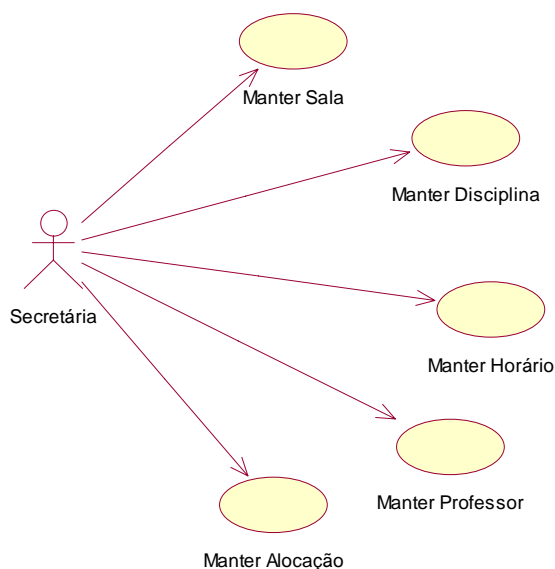 Manter Sala
Manter Disciplina
Secretária
Manter Horário
Manter Professor
Manter Alocação